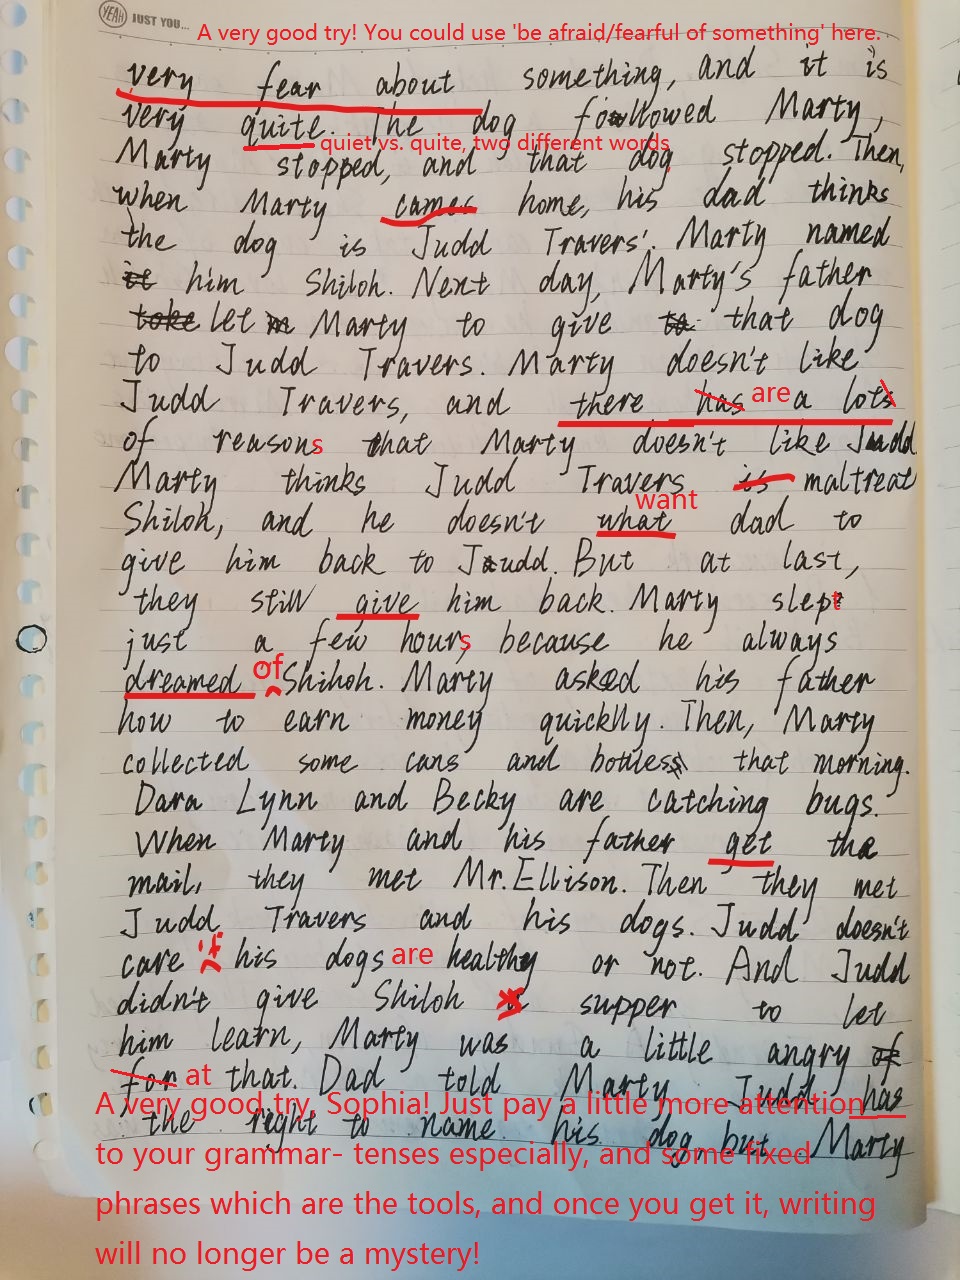 YEAH JUST YOU...
A very good try! You could use 'be afraid/fearful of something' here.
very fear about something, and it is
very quite. The dog followed Marty,
quiet vs. quite, two different words
Marty stopped, and that dog stopped. Then,
when Marty cames home, his dad thinks
the dog is Judd Travers'. Marty named
it him Shiloh. Next day, Marty's father
toke let Marty to give to that dog
to Judd Travers. Marty doesn't like
Judd Travers, and there has are a lots
of reasons that Marty doesn't like Judd
Marty thinks Judd Travers is maltreat
want
Shiloh, and he doesn't what dad to
give him back to Judd. But at last,
they still give him back. Marty slept
just a few hours because he always
dreamed of Shihoh. Marty asked his father
how to earn money quicklly. Then, Marty
collected some cans and bottless that morning.
Dara Lynn and Becky are catching bugs.
When Marty and his father get the
mail, they met Mr. Ellison. Then they met
Judd Travers and his dogs. Judd doesn't
care if his dogs are healthy or not. And Judd
didn't give Shiloh supper to let
him learn, Marty was a little angry of
for at that. Dad told Marty Judd has
A very good try, Sophia! Just pay a little more attention
the right to name his dog, but Marty
to your grammar- tenses especially, and some fixed
phrases which are the tools, and once you get it, writing
will no longer be a mystery!